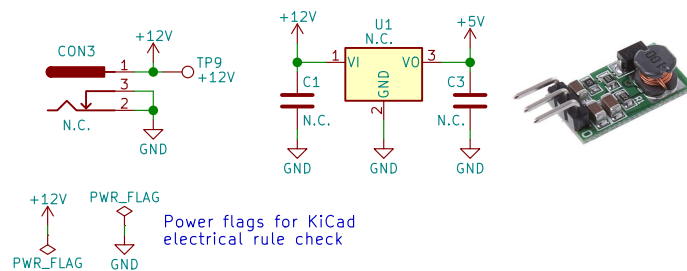 +12V
CON3
1
TP9
+12V
3
2
N.C.
GND
+12V
U1
N.C.
+5V
1
VI
VO
3
GND
2
C1
N.C.
GND
GND
C3
N.C.
GND
+12V
PWR_FLAG
PWR_FLAG
GND
Power flags for KiCad
electrical rule check
100